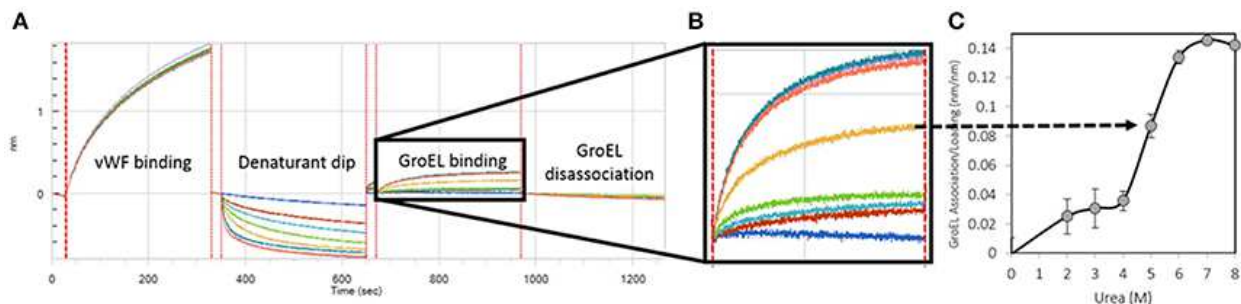 A
B
C
nm
1
0
vWF binding
Denaturant dip
GroEL binding
GroEL
disassociation
0
200
400
600
800
1000
1200
Time (sec)
GroEL Association/Loading (nm/nm)
0.14
0.12
0.1
0.08
0.06
0.04
0.02
0
0
1
2
3
4
5
6
7
8
Urea (M)